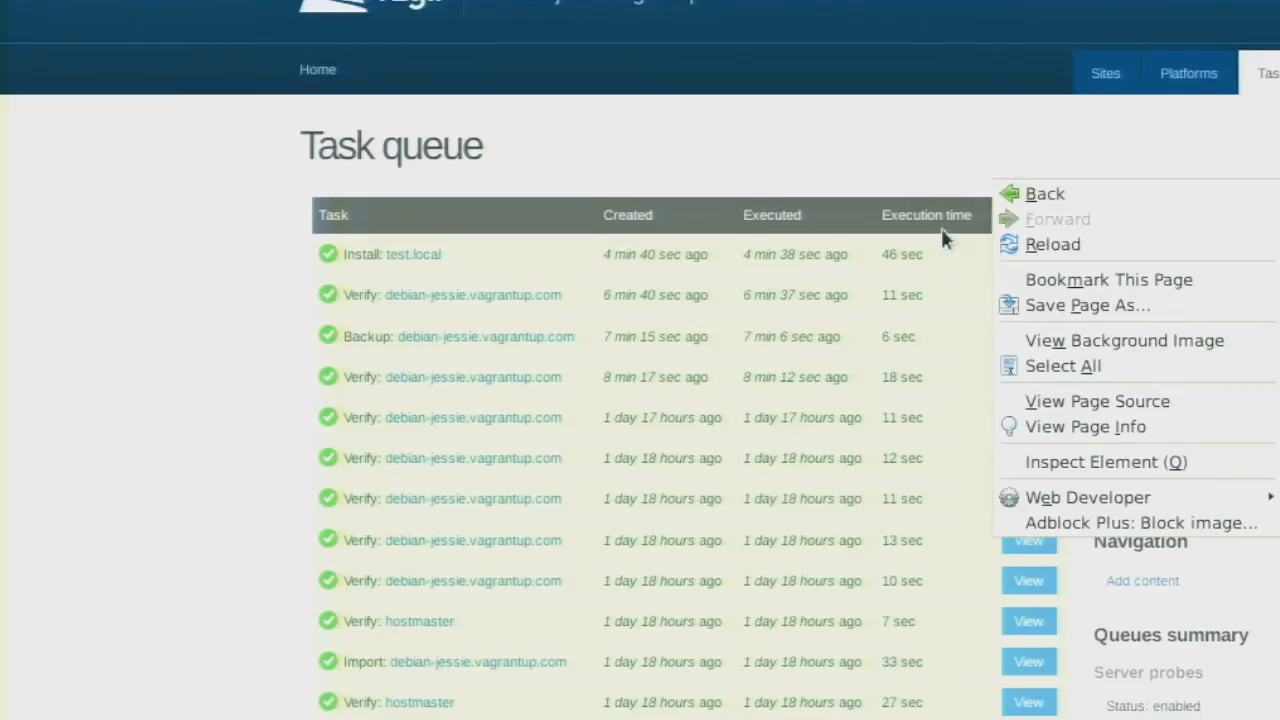 Home
Sites Platforms Tas
Task queue
Task Created Executed Execution time
Install: test.local 4 min 40 sec ago 4 min 38 sec ago 46 sec
Verify: debian-jessie.vagrantup.com 6 min 40 sec ago 6 min 37 sec ago 11 sec
Backup: debian-jessie.vagrantup.com 7 min 15 sec ago 7 min 6 sec ago 6 sec
Verify: debian-jessie.vagrantup.com 8 min 17 sec ago 8 min 12 sec ago 18 sec
Verify: debian-jessie.vagrantup.com 1 day 17 hours ago 1 day 17 hours ago 11 sec
Verify: debian-jessie.vagrantup.com 1 day 18 hours ago 1 day 18 hours ago 12 sec
Verify: debian-jessie.vagrantup.com 1 day 18 hours ago 1 day 18 hours ago 11 sec
Verify: debian-jessie.vagrantup.com 1 day 18 hours ago 1 day 18 hours ago 13 sec View
Verify: debian-jessie.vagrantup.com 1 day 18 hours ago 1 day 18 hours ago 10 sec View
Verify: hostmaster 1 day 18 hours ago 1 day 18 hours ago 7 sec View
Import: debian-jessie.vagrantup.com 1 day 18 hours ago 1 day 18 hours ago 33 sec View
Verify: hostmaster 1 day 18 hours ago 1 day 18 hours ago 27 sec View
Back
Forward
Reload
Bookmark This Page
Save Page As...
View Background Image
Select All
View Page Source
View Page Info
Inspect Element (Q)
Web Developer
Adblock Plus: Block image...
Navigation
Add content
Queues summary
Server probes
Status: enabled